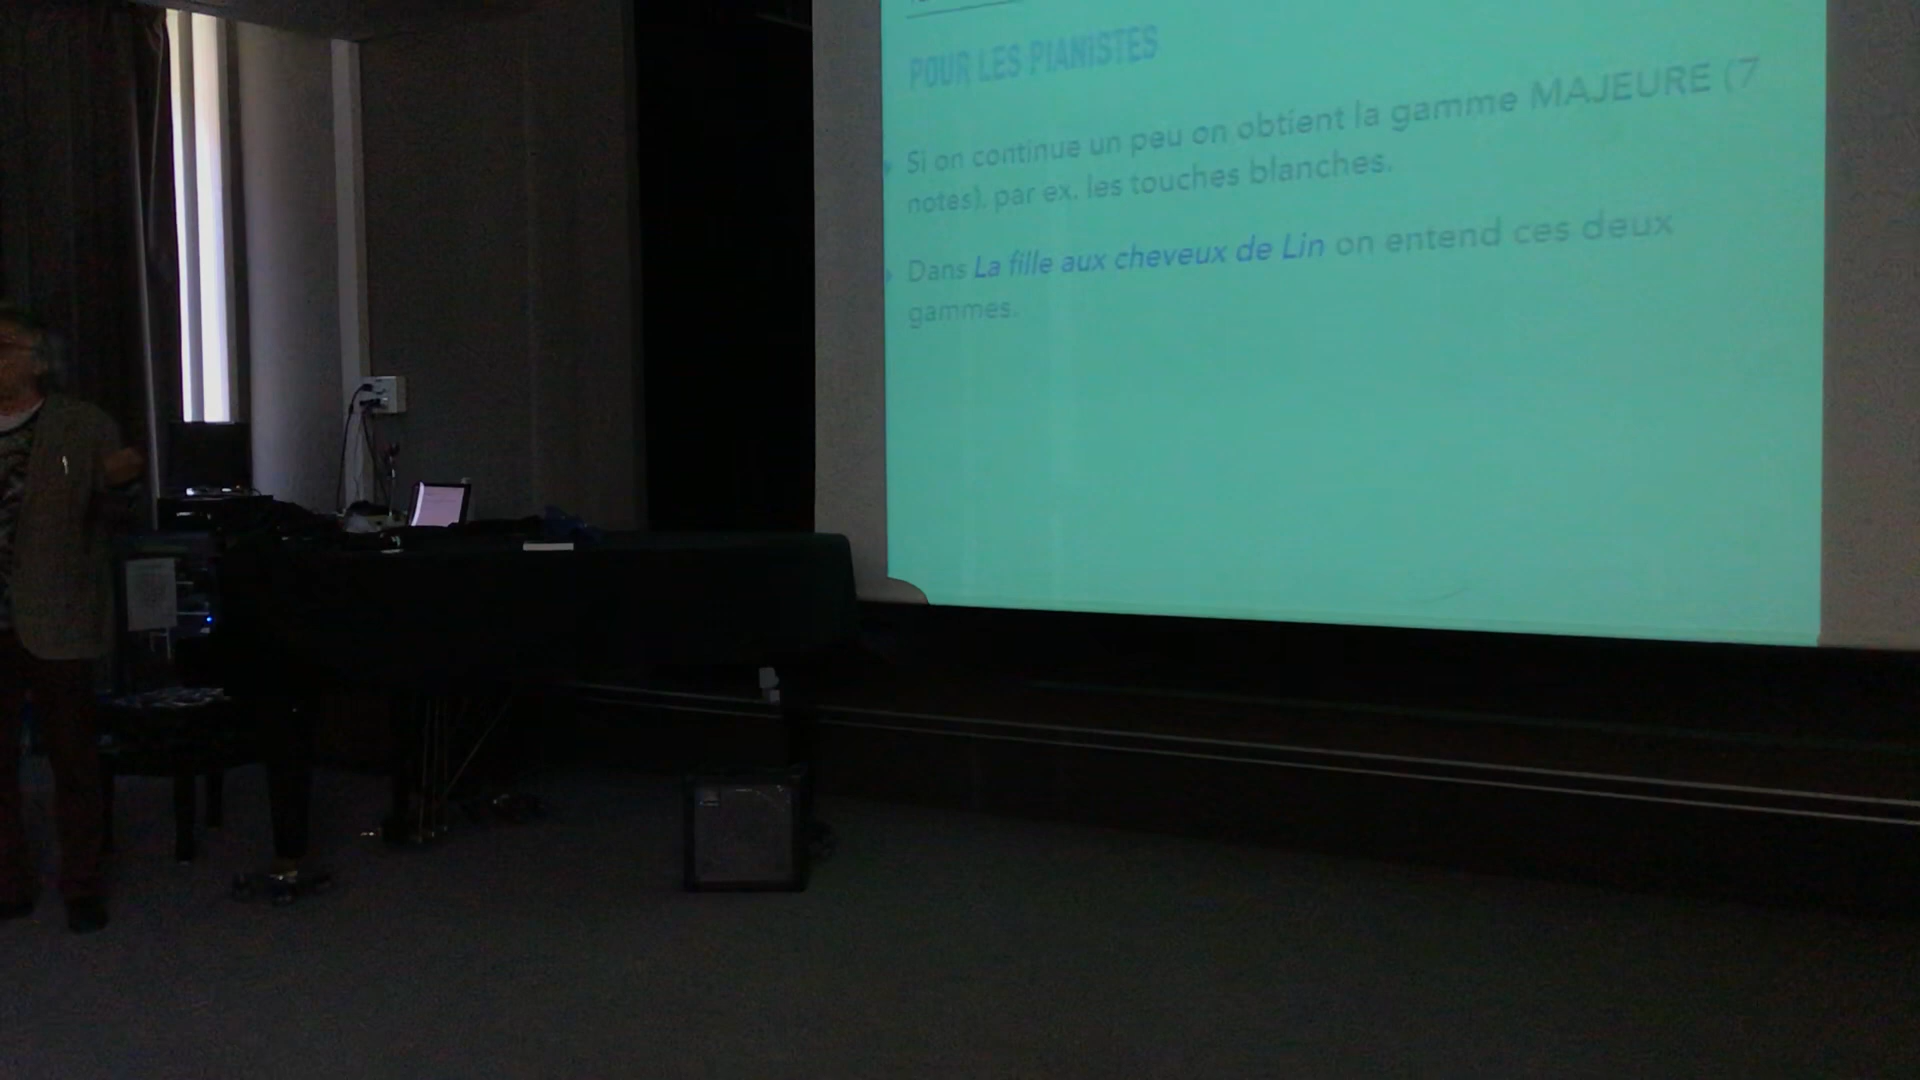 POUR LES PIANISTES
Si on continue un peu on obtient la gamme MAJEURE (7
notes), par ex. les touches blanches.
Dans La fille aux cheveux de Lin on entend ces deux
gammes.